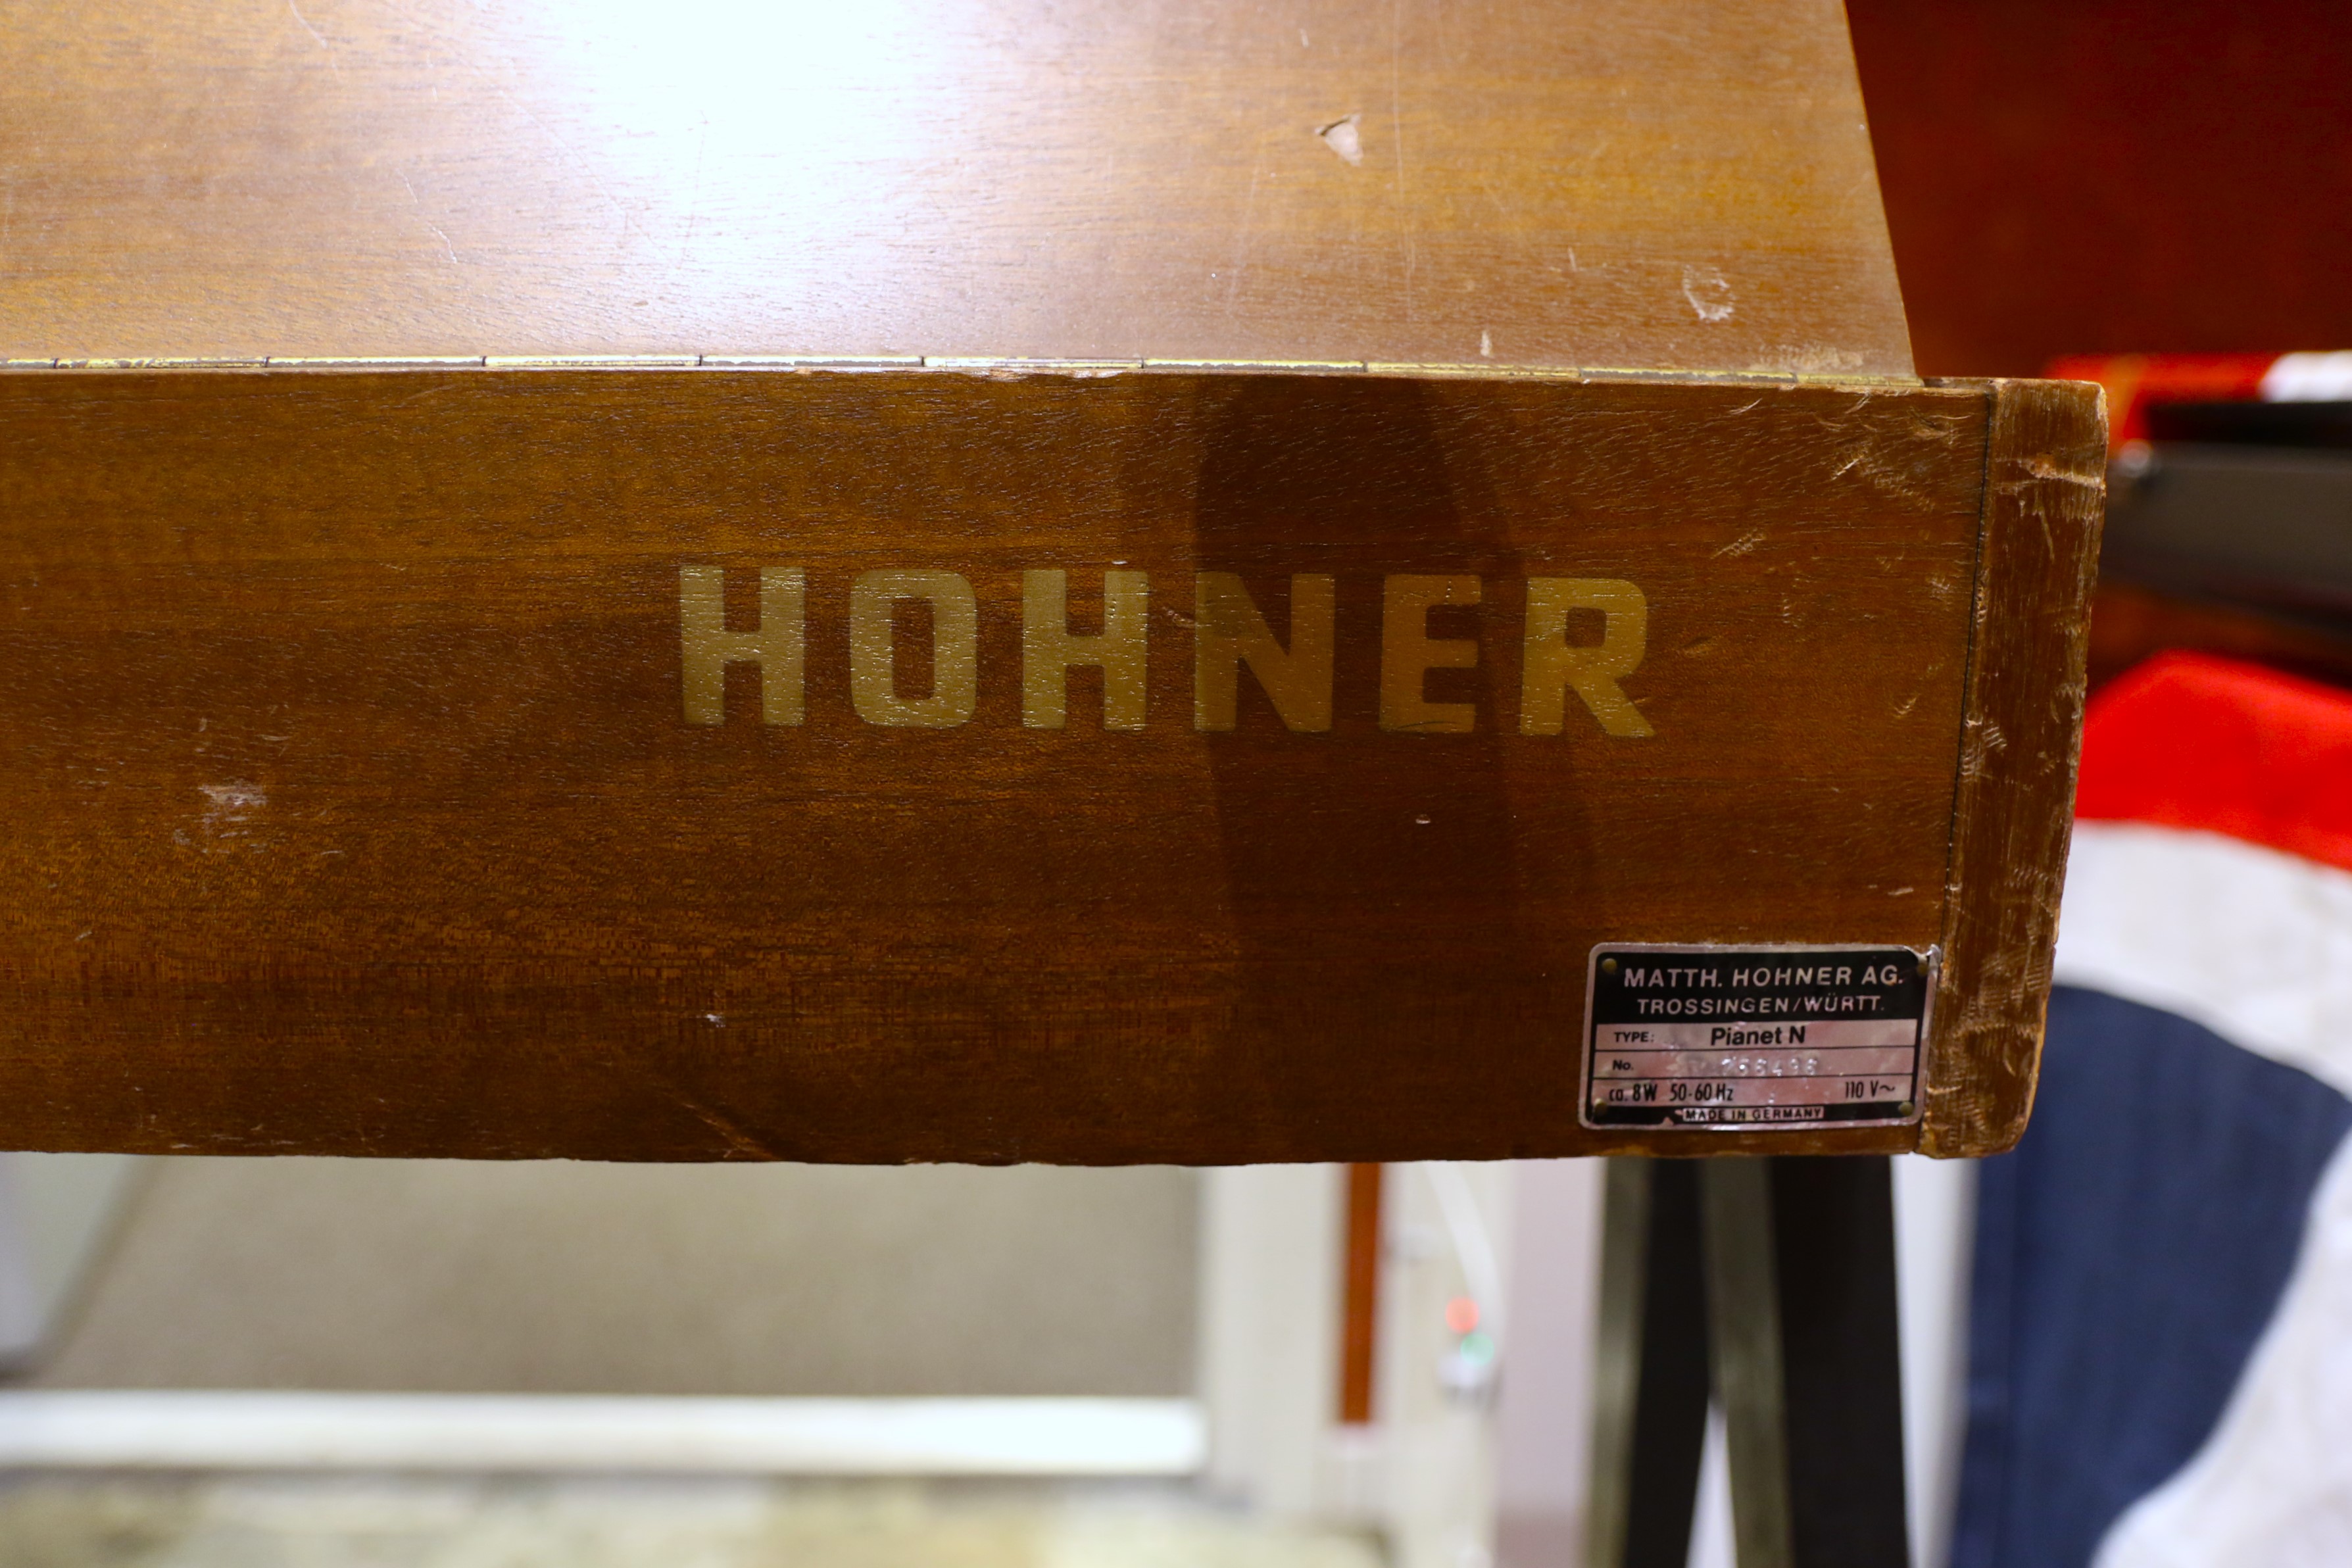 HOHNER
MATTH. HOHNER AG.
TROSSINGEN/WÜRTT.
TYPE: Pianet N
No.
ca. 8W 50-60 Hz 110 V~
MADE IN GERMANY